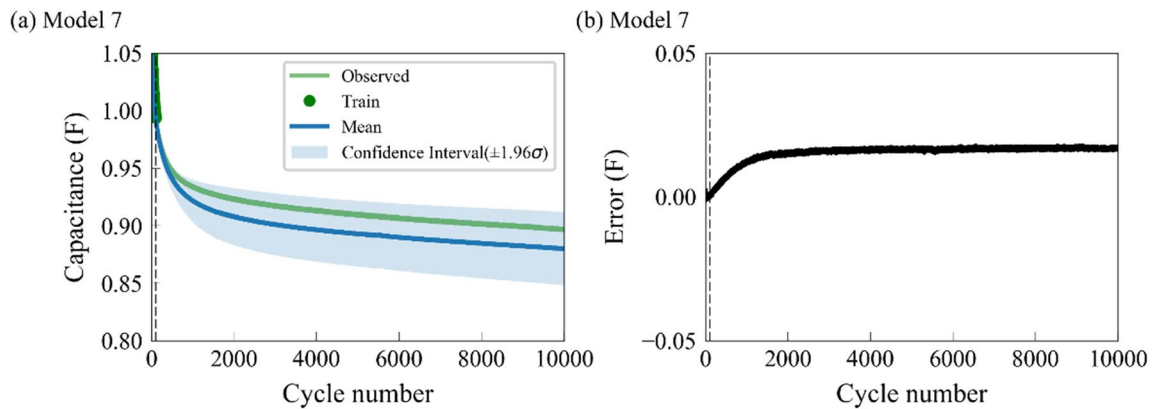 (a) Model 7
1.05
1.00
0.95
0.90
0.85
0.80
Capacitance (F)
Observed
Train
Mean
Confidence Interval(±1.96σ)
0
2000
4000
6000
8000
10000
Cycle number
(b) Model 7
0.05
0.00
−0.05
Error (F)
0
2000
4000
6000
8000
10000
Cycle number